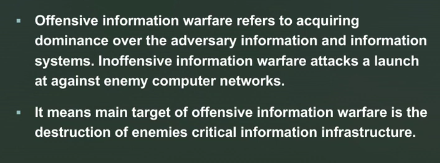 ▪ Offensive information warfare refers to acquiring
dominance over the adversary information and information
systems. Inoffensive information warfare attacks a launch
at against enemy computer networks.
▪ It means main target of offensive information warfare is the
destruction of enemies critical information infrastructure.